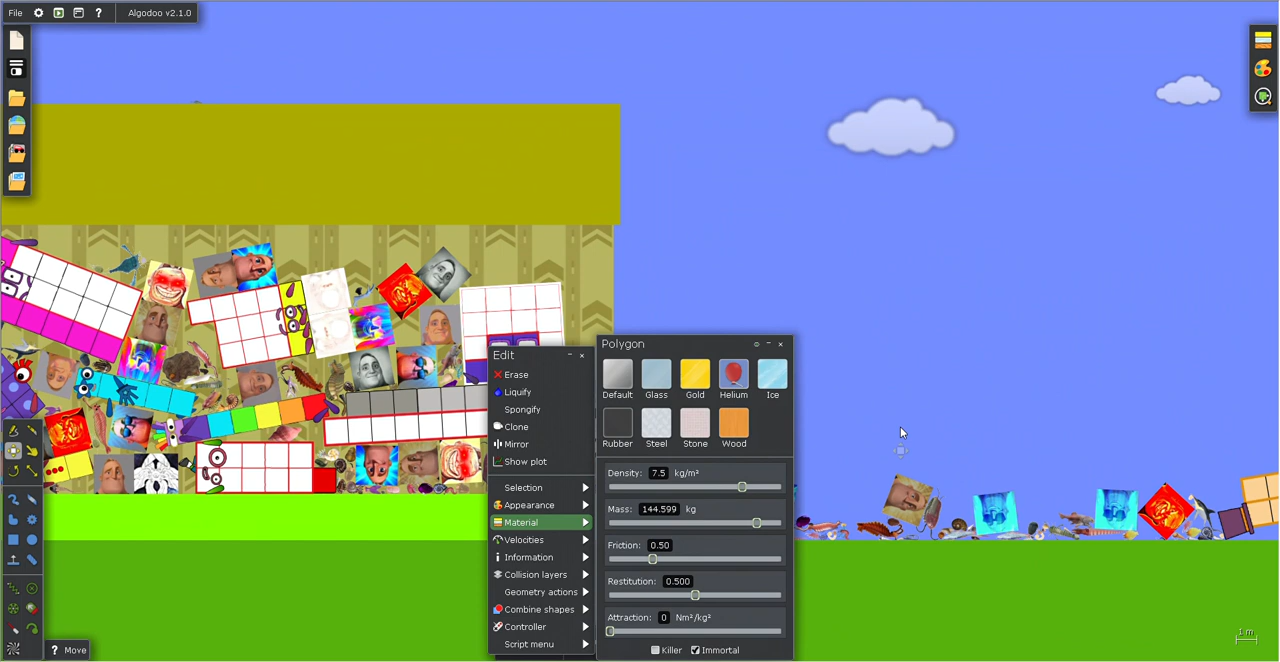 File ? Algodoo v2.1.0
Edit
Erase
Liquify
Spongify
Clone
Mirror
Show plot
Selection
Appearance
Material
Velocities
Information
Collision layers
Geometry actions
Combine shapes
Controller
Script menu
Polygon
Default Glass Gold Helium Ice
Rubber Steel Stone Wood
Density: 7.5 kg/m²
Mass: 144.599 kg
Friction: 0.50
Restitution: 0.500
Attraction: 0 Nm²/kg²
Killer Immortal
? Move
1 m